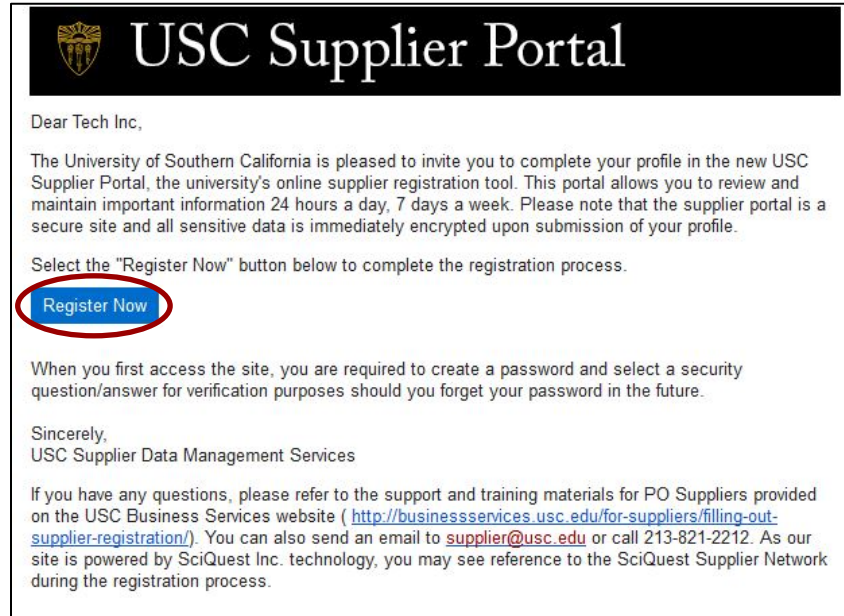 USC Supplier Portal
Dear Tech Inc,
The University of Southern California is pleased to invite you to complete your profile in the new USC
Supplier Portal, the university's online supplier registration tool. This portal allows you to review and
maintain important information 24 hours a day, 7 days a week. Please note that the supplier portal is a
secure site and all sensitive data is immediately encrypted upon submission of your profile.
Select the "Register Now" button below to complete the registration process.
Register Now
When you first access the site, you are required to create a password and select a security
question/answer for verification purposes should you forget your password in the future.
Sincerely,
USC Supplier Data Management Services
If you have any questions, please refer to the support and training materials for PO Suppliers provided
on the USC Business Services website ( http://businessservices.usc.edu/for-suppliers/filling-out-
supplier-registration/). You can also send an email to supplier@usc.edu or call 213-821-2212. As our
site is powered by SciQuest Inc. technology, you may see reference to the SciQuest Supplier Network
during the registration process.